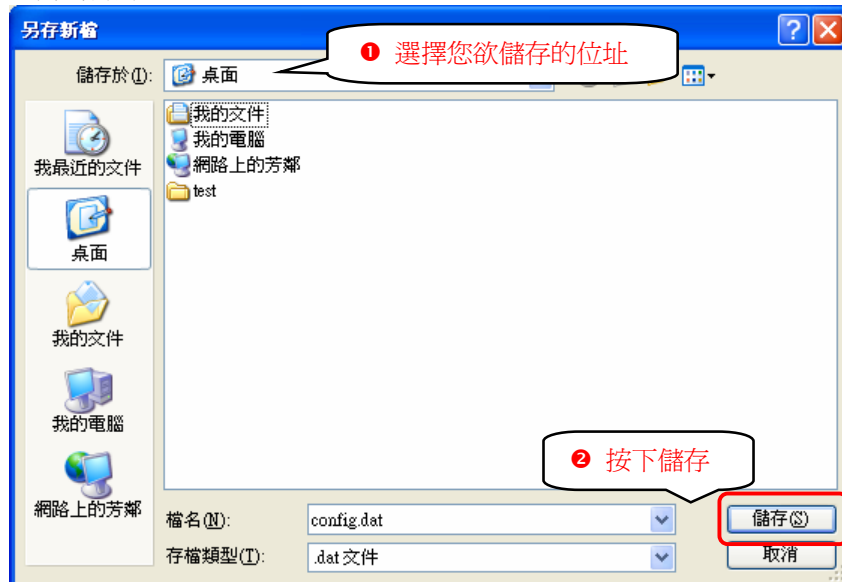 另存新檔
❶ 選擇您欲儲存的位址
儲存於(I): 桌面
我的文件
我的電腦
網路上的芳鄰
test
我最近的文件
桌面
我的文件
我的電腦
網路上的芳鄰
❷ 按下儲存
檔名(N): config.dat 儲存(S)
存檔類型(T): .dat 文件 取消